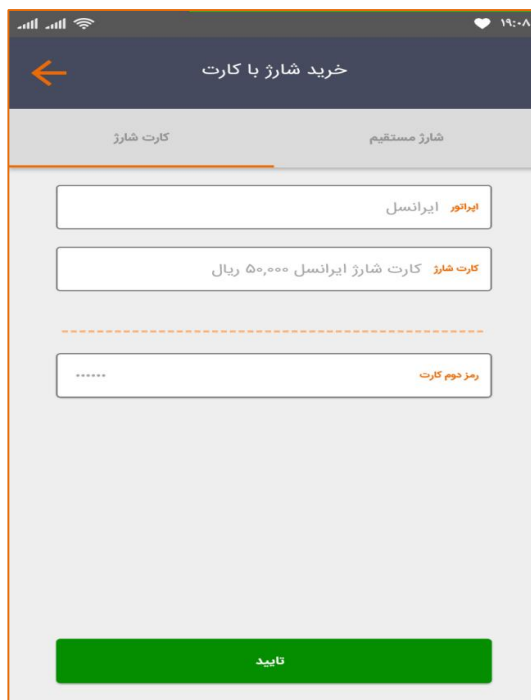 ۱۹:۰۸
خرید شارژ با کارت
شارژ مستقیم
کارت شارژ
اپراتور ایرانسل
کارت شارژ کارت شارژ ایرانسل ۵۰,۰۰۰ ریال
رمز دوم کارت ••••••
تایید